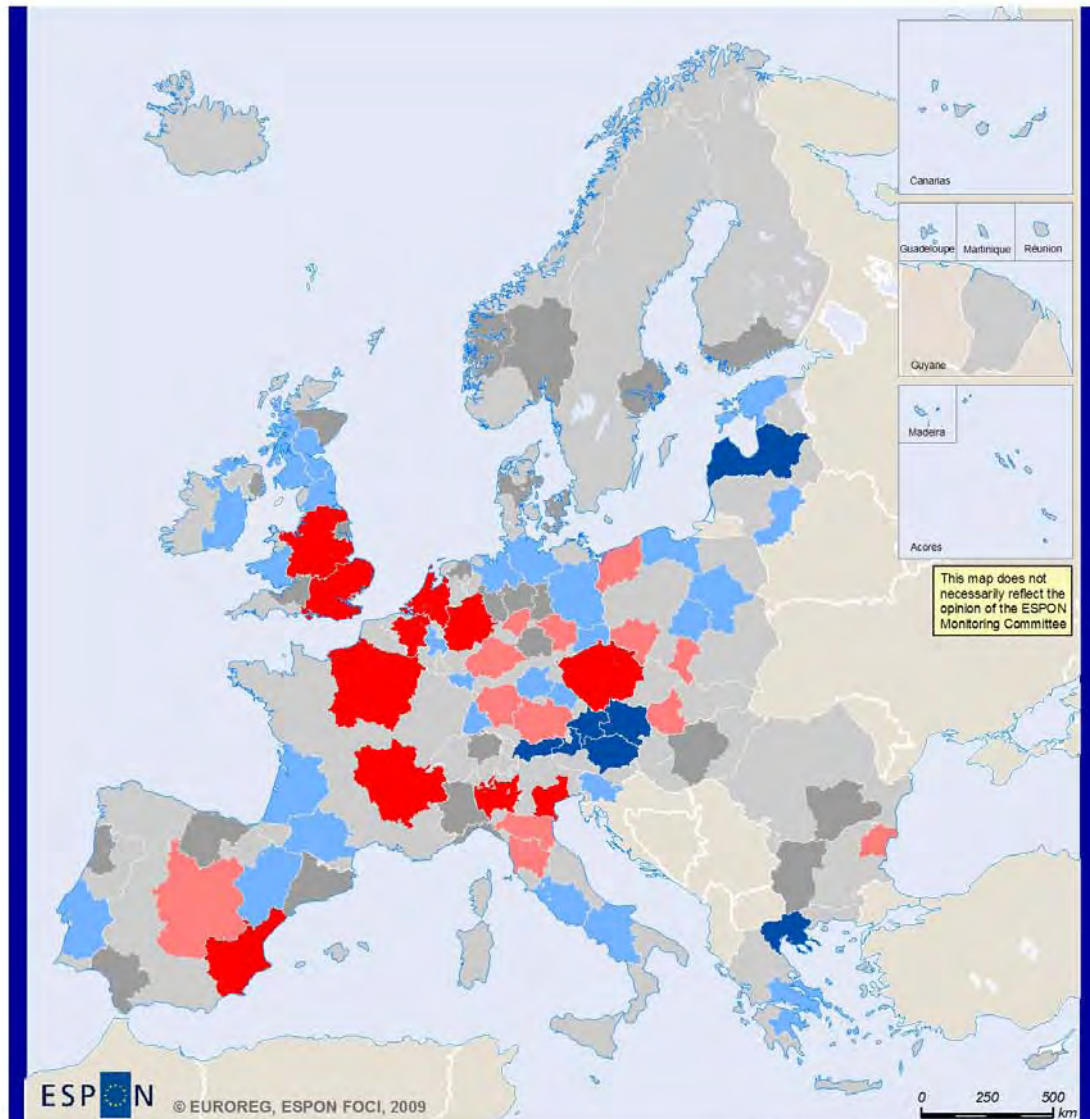 Canarias
Guadeloupe
Martinique
Réunion
Guyane
Madeira
Acores
This map does not
necessarily reflect the
opinion of the ESPON
Monitoring Committee
ESPON
© EUROREG, ESPON FOCI, 2009
0 250 500
km